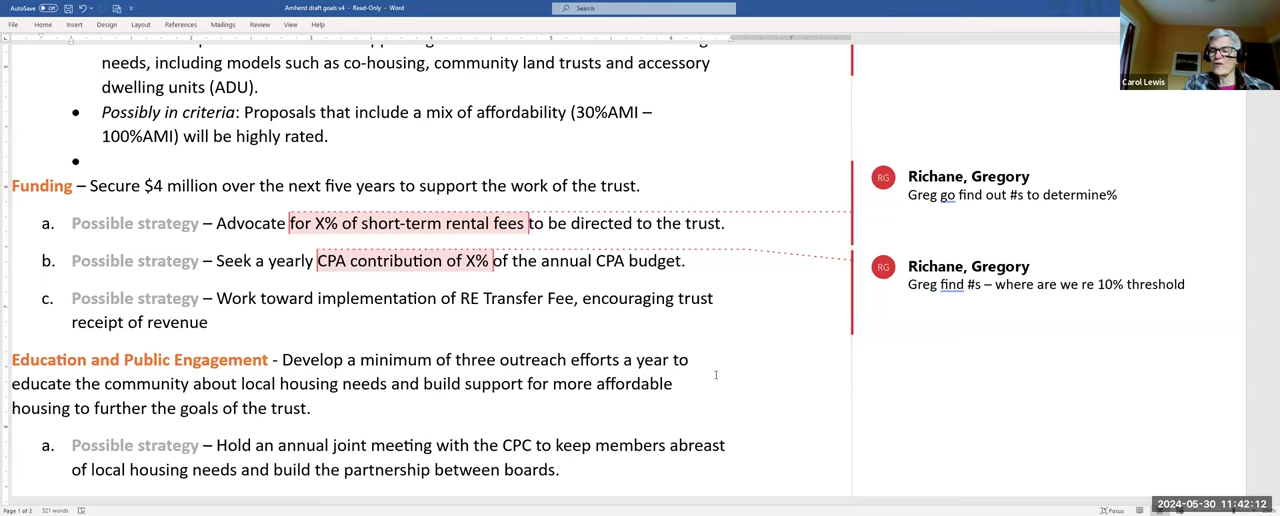 AutoSave Off
Amherst draft goals v4 - Read-Only - Word
Search
File Home Insert Design Layout References Mailings Review View Help
needs, including models such as co-housing, community land trusts and accessory
dwelling units (ADU).
• Possibly in criteria: Proposals that include a mix of affordability (30%AMI –
100%AMI) will be highly rated.
•
Funding – Secure $4 million over the next five years to support the work of the trust.
a. Possible strategy – Advocate for X% of short-term rental fees to be directed to the trust.
b. Possible strategy – Seek a yearly CPA contribution of X% of the annual CPA budget.
c. Possible strategy – Work toward implementation of RE Transfer Fee, encouraging trust
receipt of revenue
Education and Public Engagement - Develop a minimum of three outreach efforts a year to
educate the community about local housing needs and build support for more affordable
housing to further the goals of the trust.
a. Possible strategy – Hold an annual joint meeting with the CPC to keep members abreast
of local housing needs and build the partnership between boards.
RG Richane, Gregory
Greg go find out #s to determine%
RG Richane, Gregory
Greg find #s – where are we re 10% threshold
Carol Lewis
Page 1 of 2 321 words
Focus
2024-05-30 11:42:12